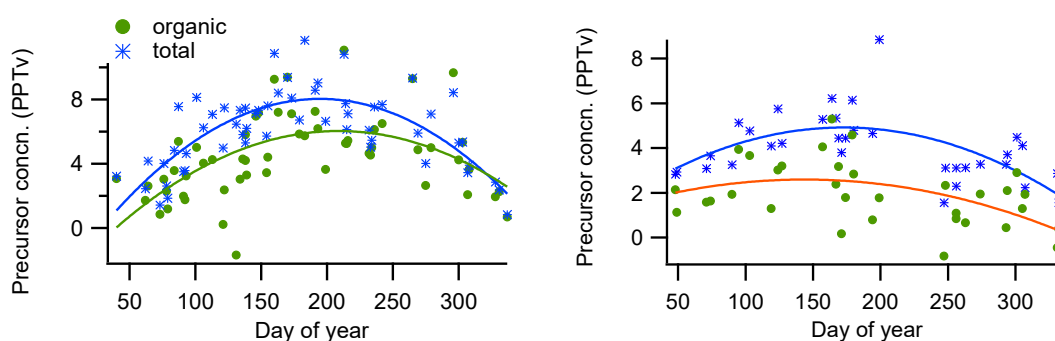 organic
total
Precursor concn. (PPTv)
8
4
0
50 100 150 200 250 300
Day of year
Precursor concn. (PPTv)
8
6
4
2
0
50 100 150 200 250 300
Day of year